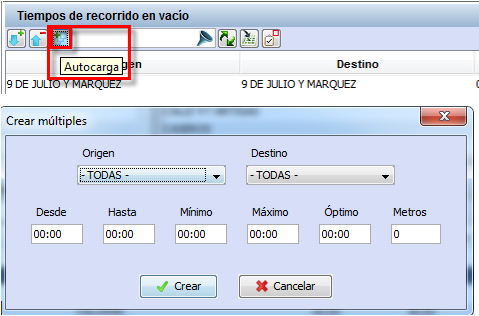 Tiempos de recorrido en vacío
Autocarga
gen
Destino
9 DE JULIO Y MARQUEZ
9 DE JULIO Y MARQUEZ
Crear múltiples
Origen
Destino
- TODAS -
- TODAS -
Desde
Hasta
Mínimo
Máximo
Óptimo
Metros
00:00
00:00
00:00
00:00
00:00
0
Crear
Cancelar